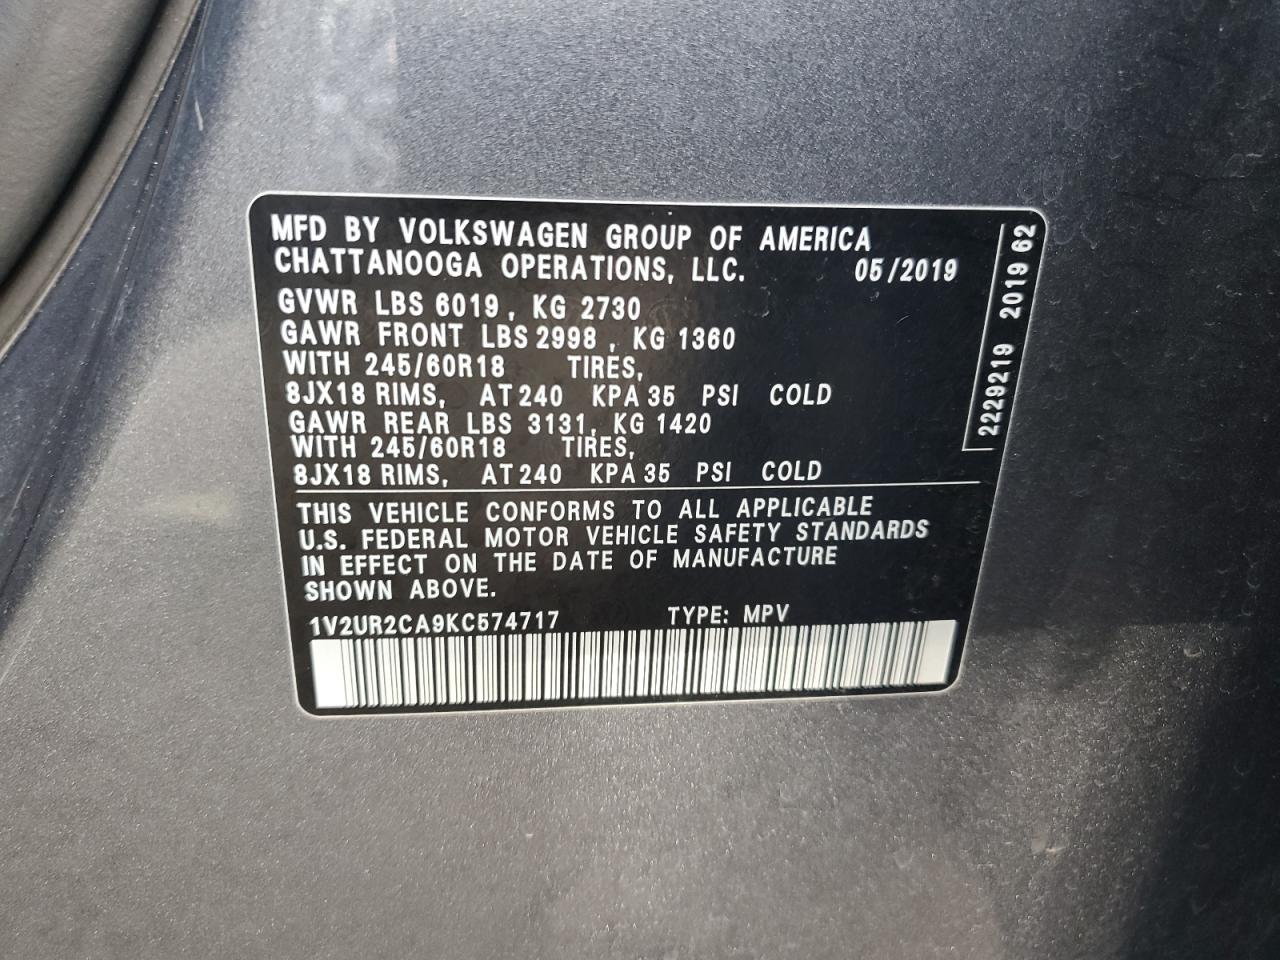 MFD BY VOLKSWAGEN GROUP OF AMERICA
CHATTANOOGA OPERATIONS, LLC. 05/2019
GVWR LBS 6019, KG 2730
GAWR FRONT LBS 2998, KG 1360
WITH 245/60R18 TIRES,
8JX18 RIMS, AT 240 KPA 35 PSI COLD
GAWR REAR LBS 3131, KG 1420
WITH 245/60R18 TIRES,
8JX18 RIMS, AT 240 KPA 35 PSI COLD
THIS VEHICLE CONFORMS TO ALL APPLICABLE
U.S. FEDERAL MOTOR VEHICLE SAFETY STANDARDS
IN EFFECT ON THE DATE OF MANUFACTURE
SHOWN ABOVE.
1V2UR2CA9KC574717 TYPE: MPV
2229219 2019 62